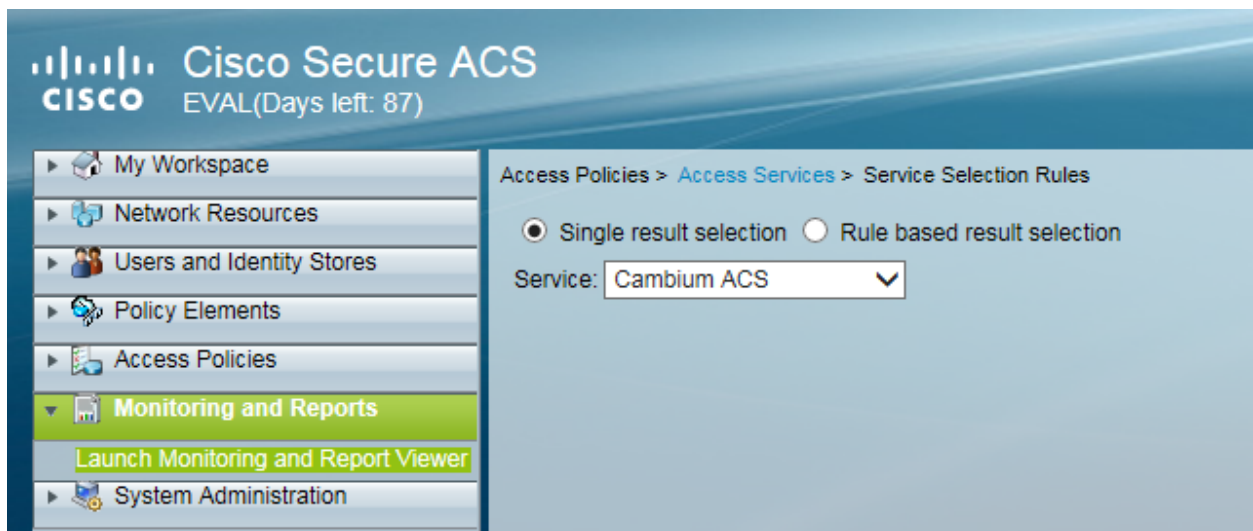 Cisco Secure ACS
CISCO
EVAL(Days left: 87)
My Workspace
Network Resources
Users and Identity Stores
Policy Elements
Access Policies
Monitoring and Reports
Launch Monitoring and Report Viewer
System Administration
Access Policies > Access Services > Service Selection Rules
Single result selection Rule based result selection
Service: Cambium ACS